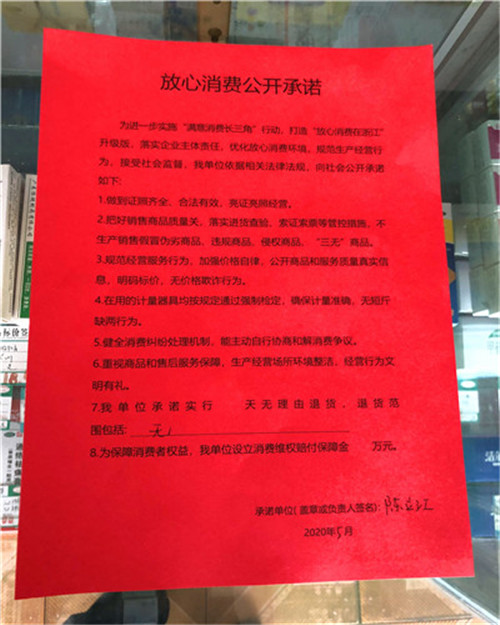 放心消费公开承诺
为进一步实施“满意消费长三角”行动，打造“放心消费在浙江”
升级版，落实企业主体责任，优化放心消费环境，规范生产经营行
为，接受社会监督，我单位依据相关法律法规，向社会公开承诺
如下：
1.做到证照齐全、合法有效，亮证亮照经营。
2.把好销售商品质量关，落实进货查验、索证索票等管控措施，不
生产销售假冒伪劣商品、违规商品、侵权商品、“三无”商品。
3.规范经营服务行为，加强价格自律，公开商品和服务质量真实信
息，明码标价，无价格欺诈行为。
4.在用的计量器具均按规定通过强制检定，确保计量准确，无短斤
缺两行为。
5.健全消费纠纷处理机制，能主动自行协商和解消费争议。
6.重视商品和售后服务保障，生产经营场所环境整洁，经营行为文
明有礼。
7.我单位承诺实行 天无理由退货，退货范
围包括: 无
8.为保障消费者权益，我单位设立消费维权赔付保障金 万元。
承诺单位(盖章或负责人签名): 陈
2020年5月